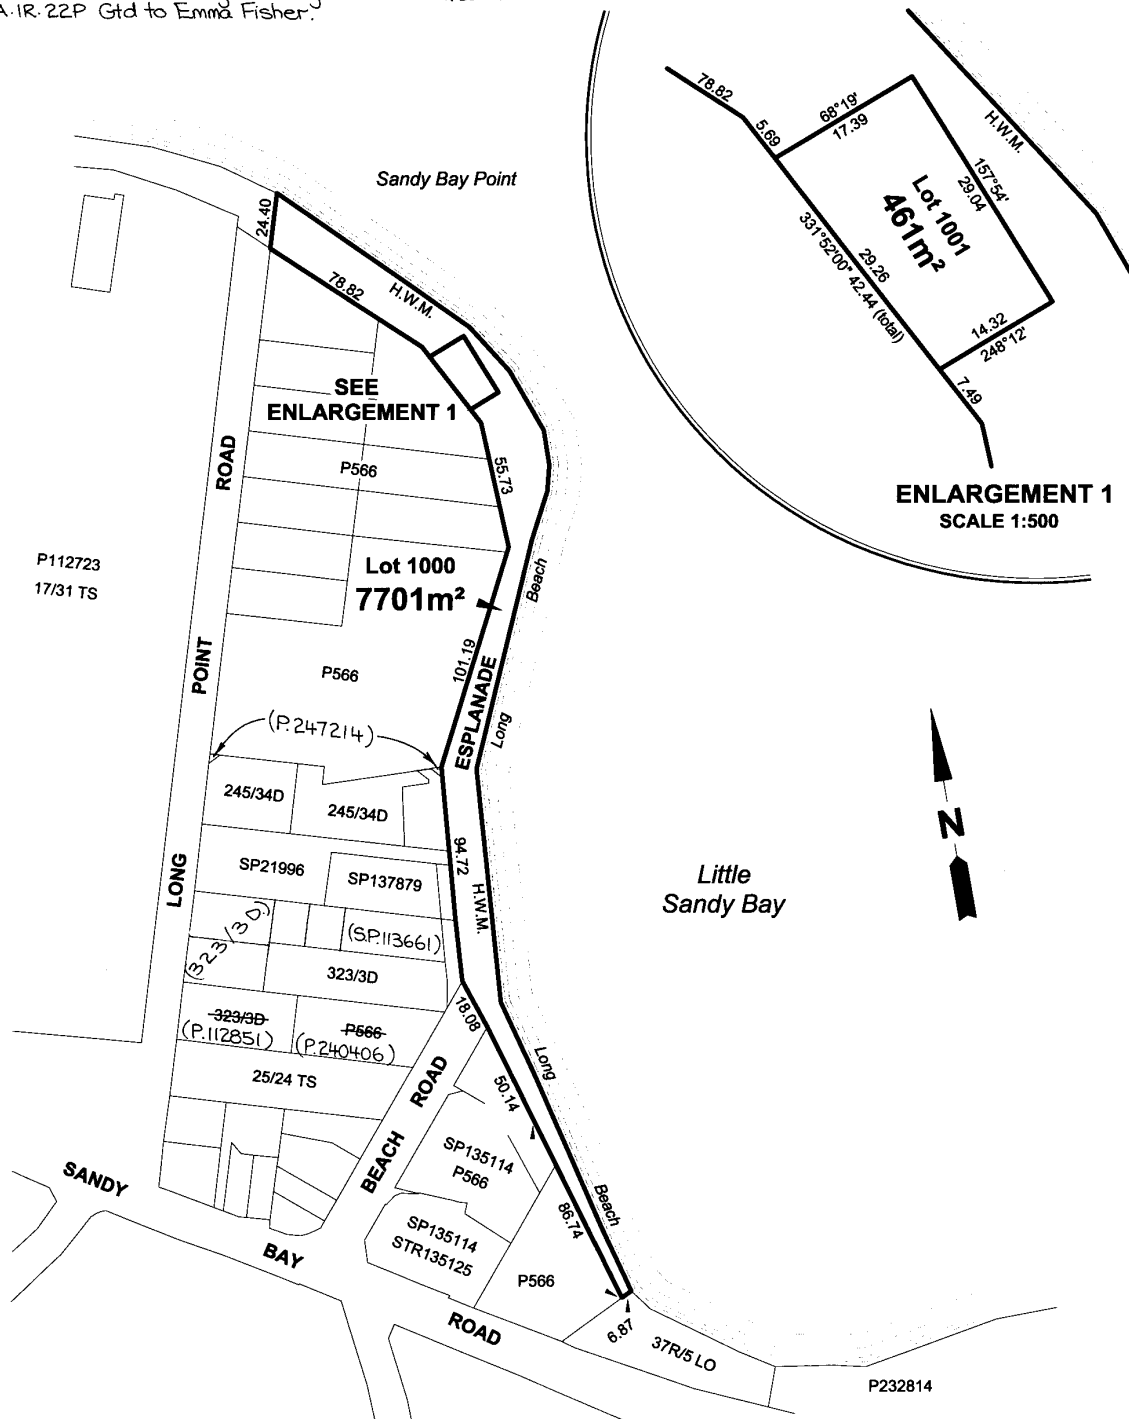 A.1R.22P Gtd to Emma Fisher.
Sandy Bay Point
24.40
78.82
H.W.M.
SEE
ENLARGEMENT 1
P566
55.73
ROAD
P112723
17/31 TS
Lot 1000
7701m²
Beach
POINT
P566
101.19
ESPLANADE
Long
(P.247214)
245/34D
245/34D
94.72
LONG
SP21996
SP137879
H.W.M.
(323/3D.)
(S.P.113661)
323/3D
18.08
323/3D
(P.112851)
P566
(P.240406)
25/24 TS
ROAD
BEACH
50.14
Long
SP135114
P566
Beach
86.74
SANDY
BAY
ROAD
SP135114
STR135125
P566
6.87
37R/5 LO
P232814
Little
Sandy Bay
N
78.82
5.69
68°19'
17.39
H.W.M.
157°54'
29.04
Lot 1001
461m²
29.26
331°52'00" 42.44 (total)
14.32
248°12'
7.49
ENLARGEMENT 1
SCALE 1:500